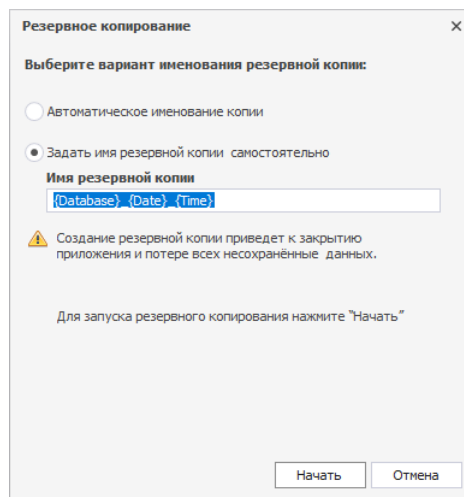 Резервное копирование
Выберите вариант именования резервной копии:
Автоматическое именование копии
Задать имя резервной копии самостоятельно
Имя резервной копии
{Database}_{Date}_{Time}
Создание резервной копии приведет к закрытию
приложения и потере всех несохранённые данных.
Для запуска резервного копирования нажмите "Начать"
Начать
Отмена